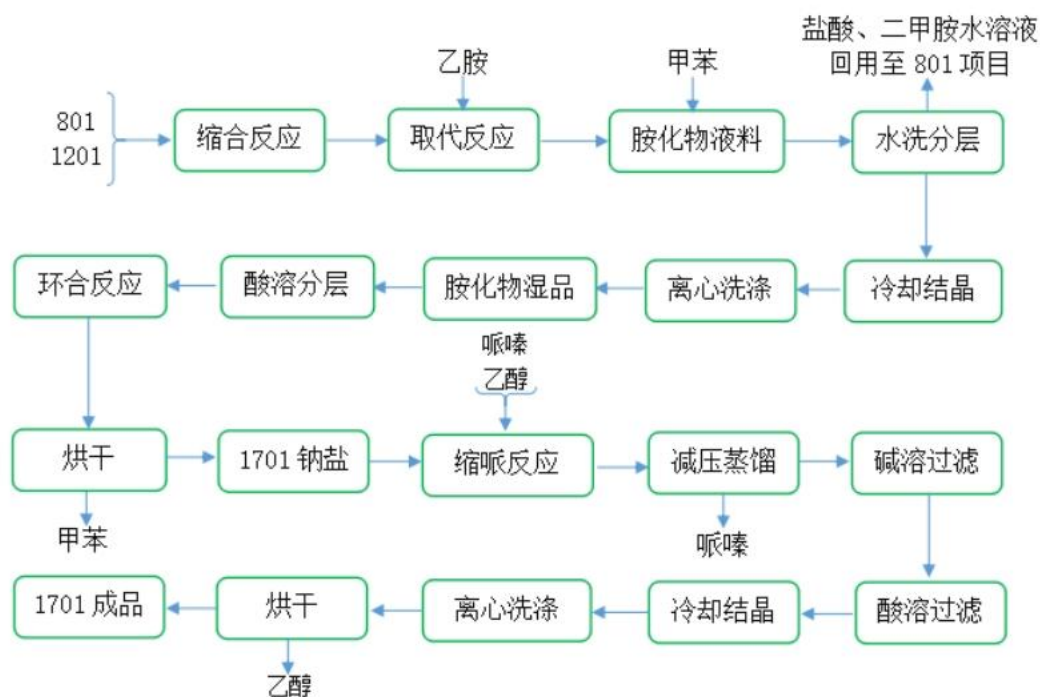 盐酸、二甲胺水溶液
回用至 801 项目
乙胺
甲苯
801
1201
缩合反应
取代反应
胺化物液料
水洗分层
环合反应
酸溶分层
胺化物湿品
离心洗涤
冷却结晶
哌嗪
乙醇
烘干
1701 钠盐
缩哌反应
减压蒸馏
碱溶过滤
甲苯
哌嗪
1701 成品
烘干
离心洗涤
冷却结晶
酸溶过滤
乙醇